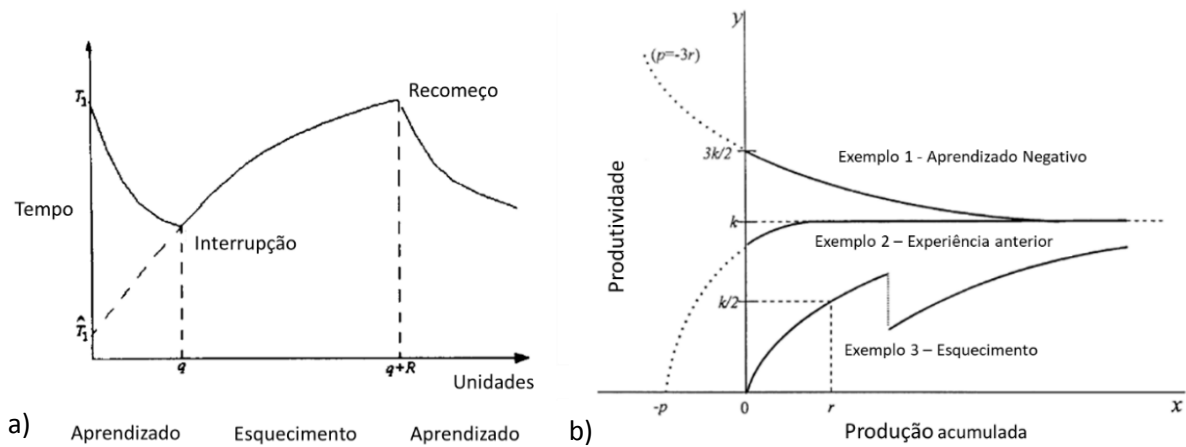 T₁
Tempo
T̂₁
Interrupção
Recomeço
q
q+R
Unidades
a)
Aprendizado
Esquecimento
Aprendizado
y
(p=-3r)
3k/2
Exemplo 1 - Aprendizado Negativo
k
Produtividade
Exemplo 2 – Experiência anterior
k/2
Exemplo 3 – Esquecimento
-p
0
r
x
b)
Produção acumulada